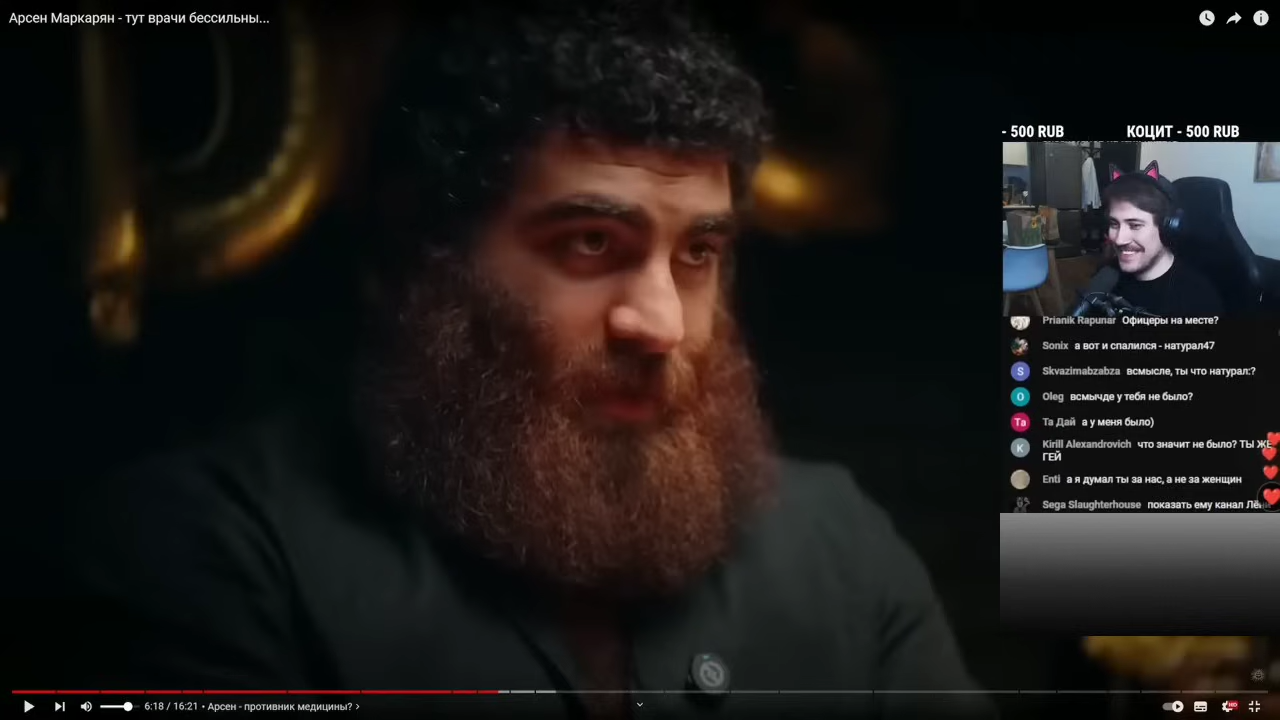 Арсен Маркарян - тут врачи бессильны...
- 500 RUB КОЦИТ - 500 RUB
Prianik Rapunar Офицеры на месте?
Sonix а вот и спалился - натурал47
S Skvazimabzabza всмысле, ты что натурал:?
O Oleg всмычде у тебя не было?
Та Та Дай а у меня было)
K Kirill Alexandrovich что значит не было? ТЫ ЖЕ
ГЕЙ
Enti а я думал ты за нас, а не за женщин
Sega Slaughterhouse показать ему канал
6:18 / 16:21 • Арсен - противник медицины? ›
HD